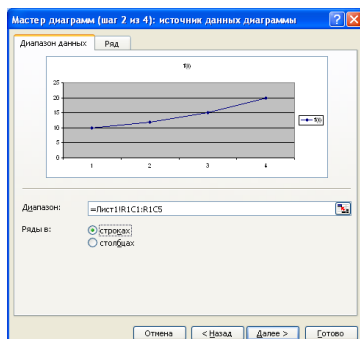 Мастер диаграмм (шаг 2 из 4): источник данных диаграммы
Диапазон данных
Ряд
25
20
15
10
5
0
1
2
3
4
Диапазон:
=Лист1!R1C1:R1C5
Ряды в:
строках
столбцах
Отмена
< Назад
Далее >
Готово